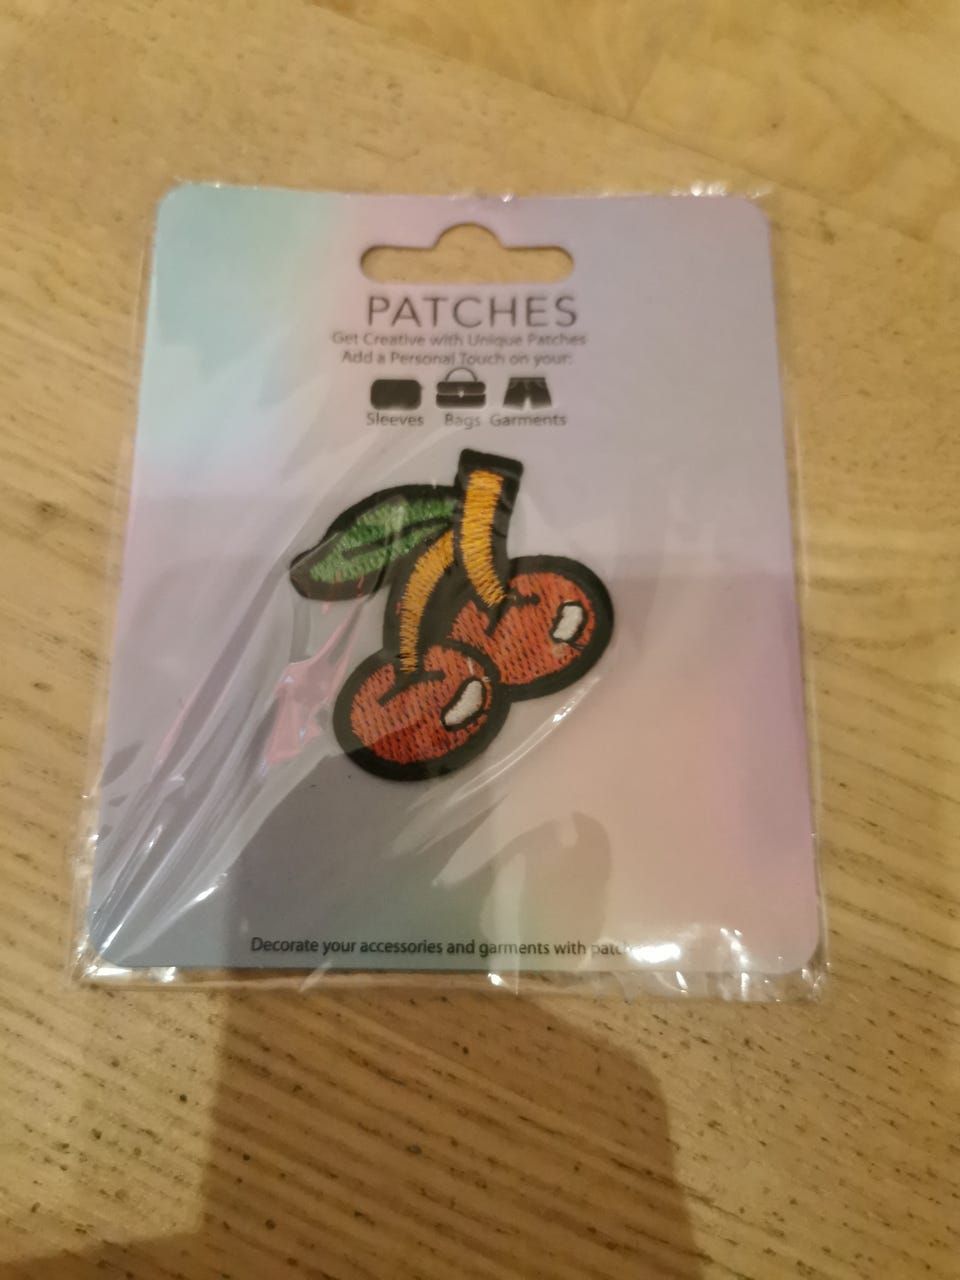 PATCHES
Get Creative with Unique Patches
Add a Personal Touch on your:
Sleeves Bags Garments
Decorate your accessories and garments with